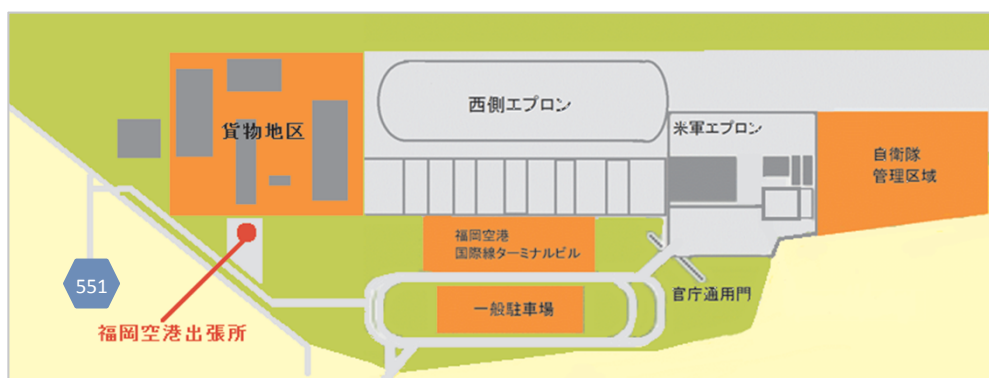 西側エプロン
米軍エプロン
貨物地区
自衛隊
管理区域
福岡空港
国際線ターミナルビル
551
官庁通用門
一般駐車場
福岡空港出張所